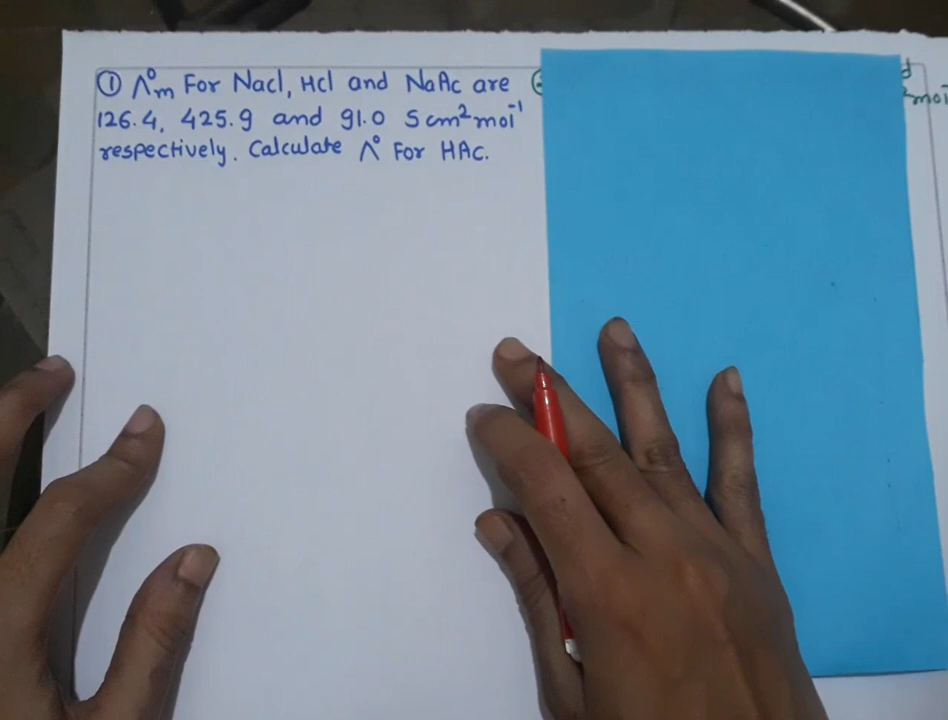 ① Λ°m For Nacl, Hcl and NaAc are
126.4, 425.9 and 91.0 S cm² mol⁻¹
respectively. Calculate Λ° For HAc.